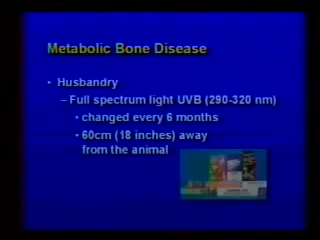 Metabolic Bone Disease
• Husbandry
– Full spectrum light UVB (290-320 nm)
• changed every 6 months
• 60cm (18 inches) away
from the animal